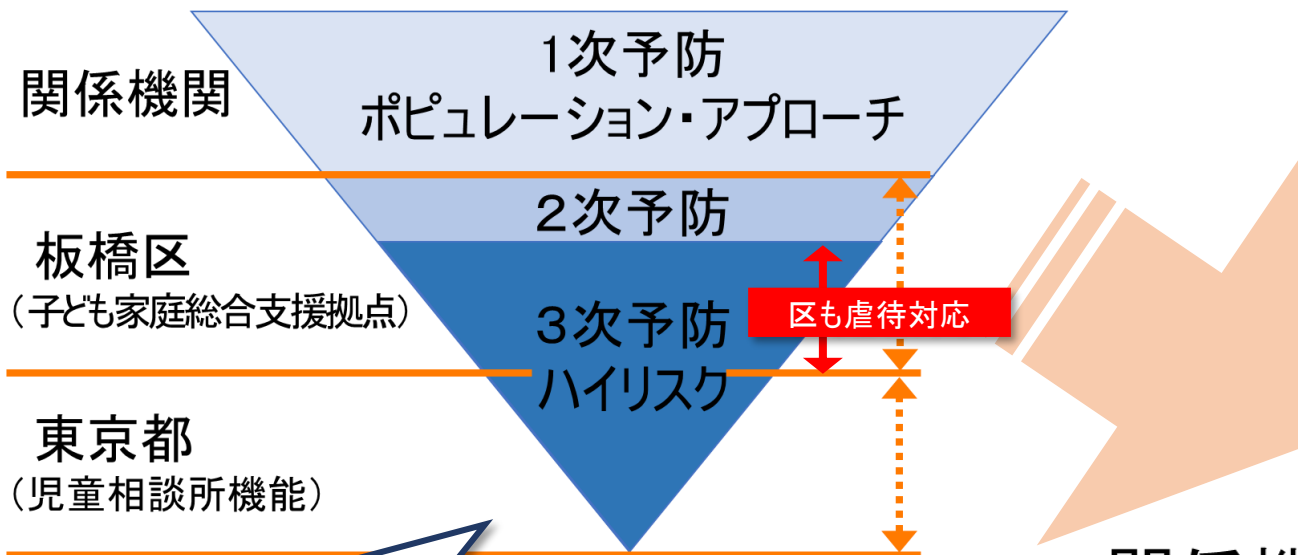 1次予防
ポピュレーション・アプローチ
関係機関
2次予防
板橋区
（子ども家庭総合支援拠点）
3次予防
ハイリスク
区も虐待対応
東京都
（児童相談所機能）